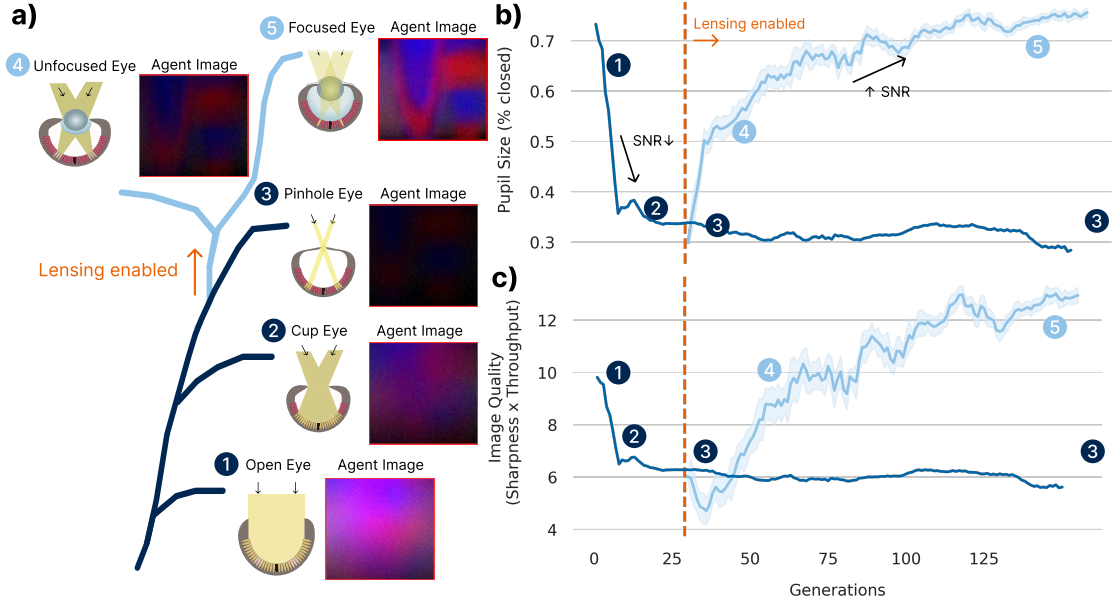 a)
5 Focused Eye
Agent Image
4 Unfocused Eye
Agent Image
3 Pinhole Eye
Agent Image
Lensing enabled
2 Cup Eye
Agent Image
1 Open Eye
Agent Image
b)
Lensing enabled
Pupil Size (% closed)
0.7
0.6
0.5
0.4
0.3
1
SNR↓
2
3
4
↑ SNR
5
3
c)
Image Quality
(Sharpness x Throughput)
12
10
8
6
4
1
2
3
4
5
3
0 25 50 75 100 125
Generations